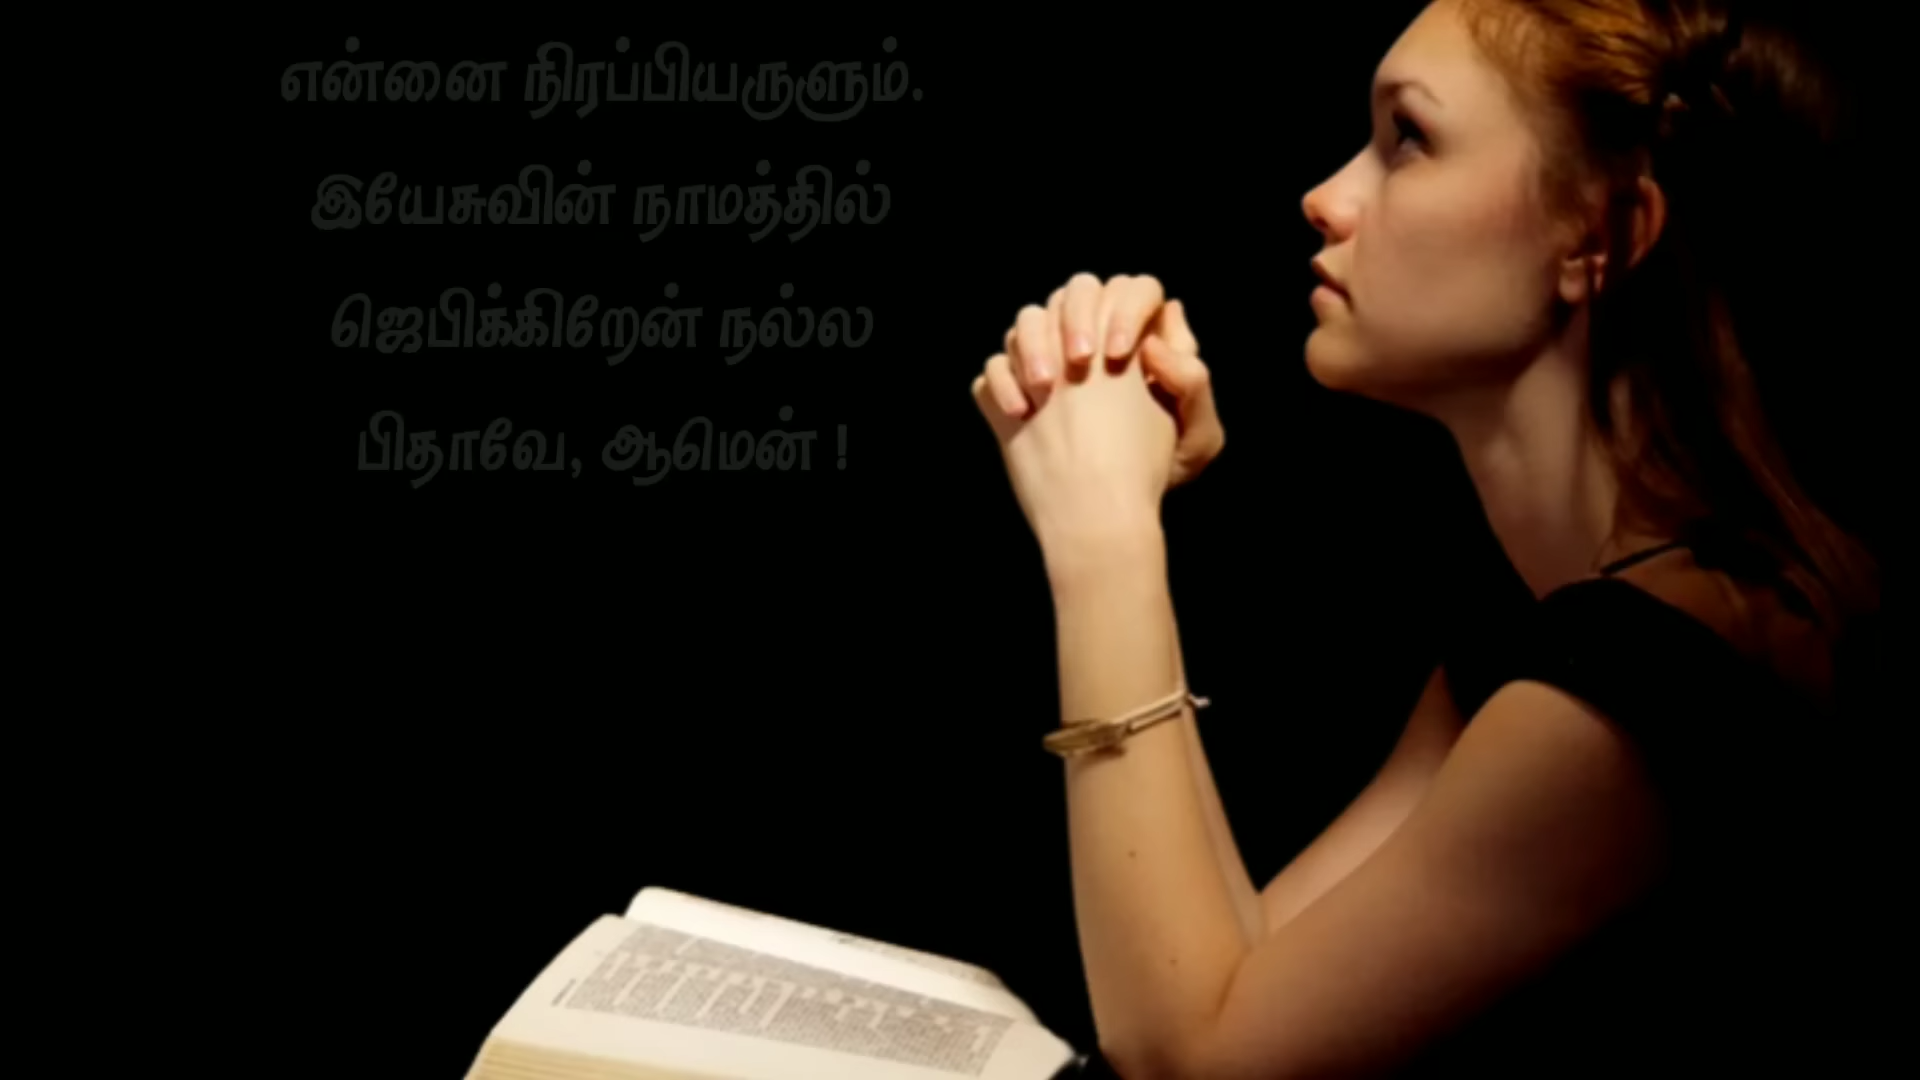 என்னை நிரப்பியருளும்.
இயேசுவின் நாமத்தில்
ஜெபிக்கிறேன் நல்ல
பிதாவே, ஆமென் !